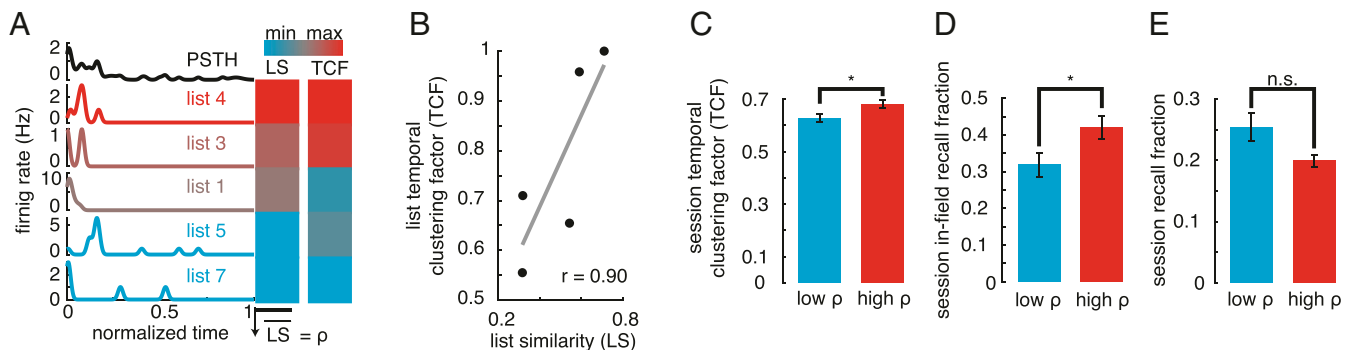 A
min max
LS TCF
firnig rate (Hz)
2
0
PSTH
2
0
list 4
1
0
list 3
10
0
list 1
5
0
list 5
2
0
list 7
0 0.5 1
normalized time
LS = ρ
B
list temporal
clustering factor (TCF)
1
0.9
0.8
0.7
0.6
0.5
r = 0.90
0.2 0.8
list similarity (LS)
C
session temporal
clustering factor (TCF)
0.7
0.6
0.4
0.2
0
*
low ρ high ρ
D
session in-field recall fraction
0.5
0.4
0.3
0.2
0.1
0
*
low ρ high ρ
E
session recall fraction
0.3
0.2
0.1
0
n.s.
low ρ high ρ